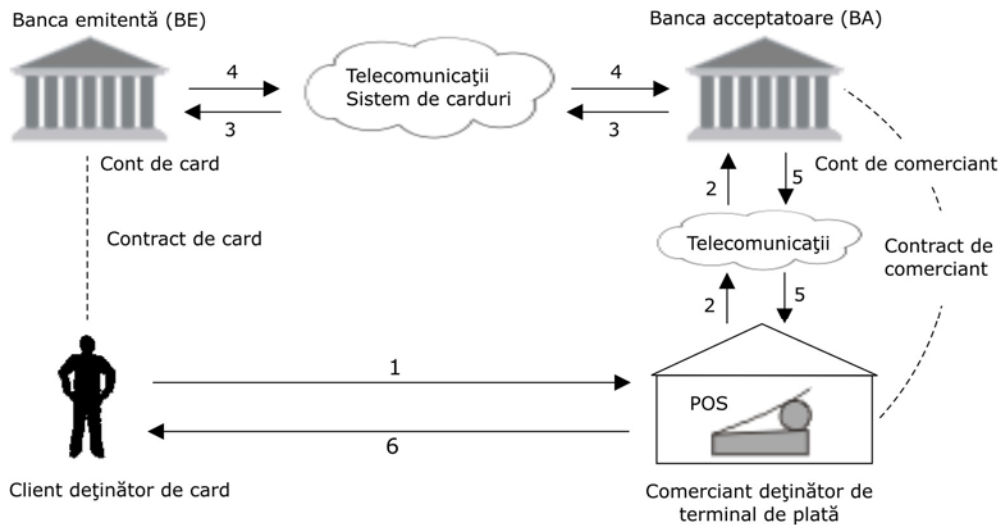 Banca emitentă (BE)
Banca acceptatoare (BA)
4
Telecomunicaţii
Sistem de carduri
4
3
3
Cont de card
2
5
Cont de comerciant
Contract de card
Telecomunicaţii
Contract de
comerciant
2
5
1
POS
6
Client deţinător de card
Comerciant deţinător de
terminal de plată